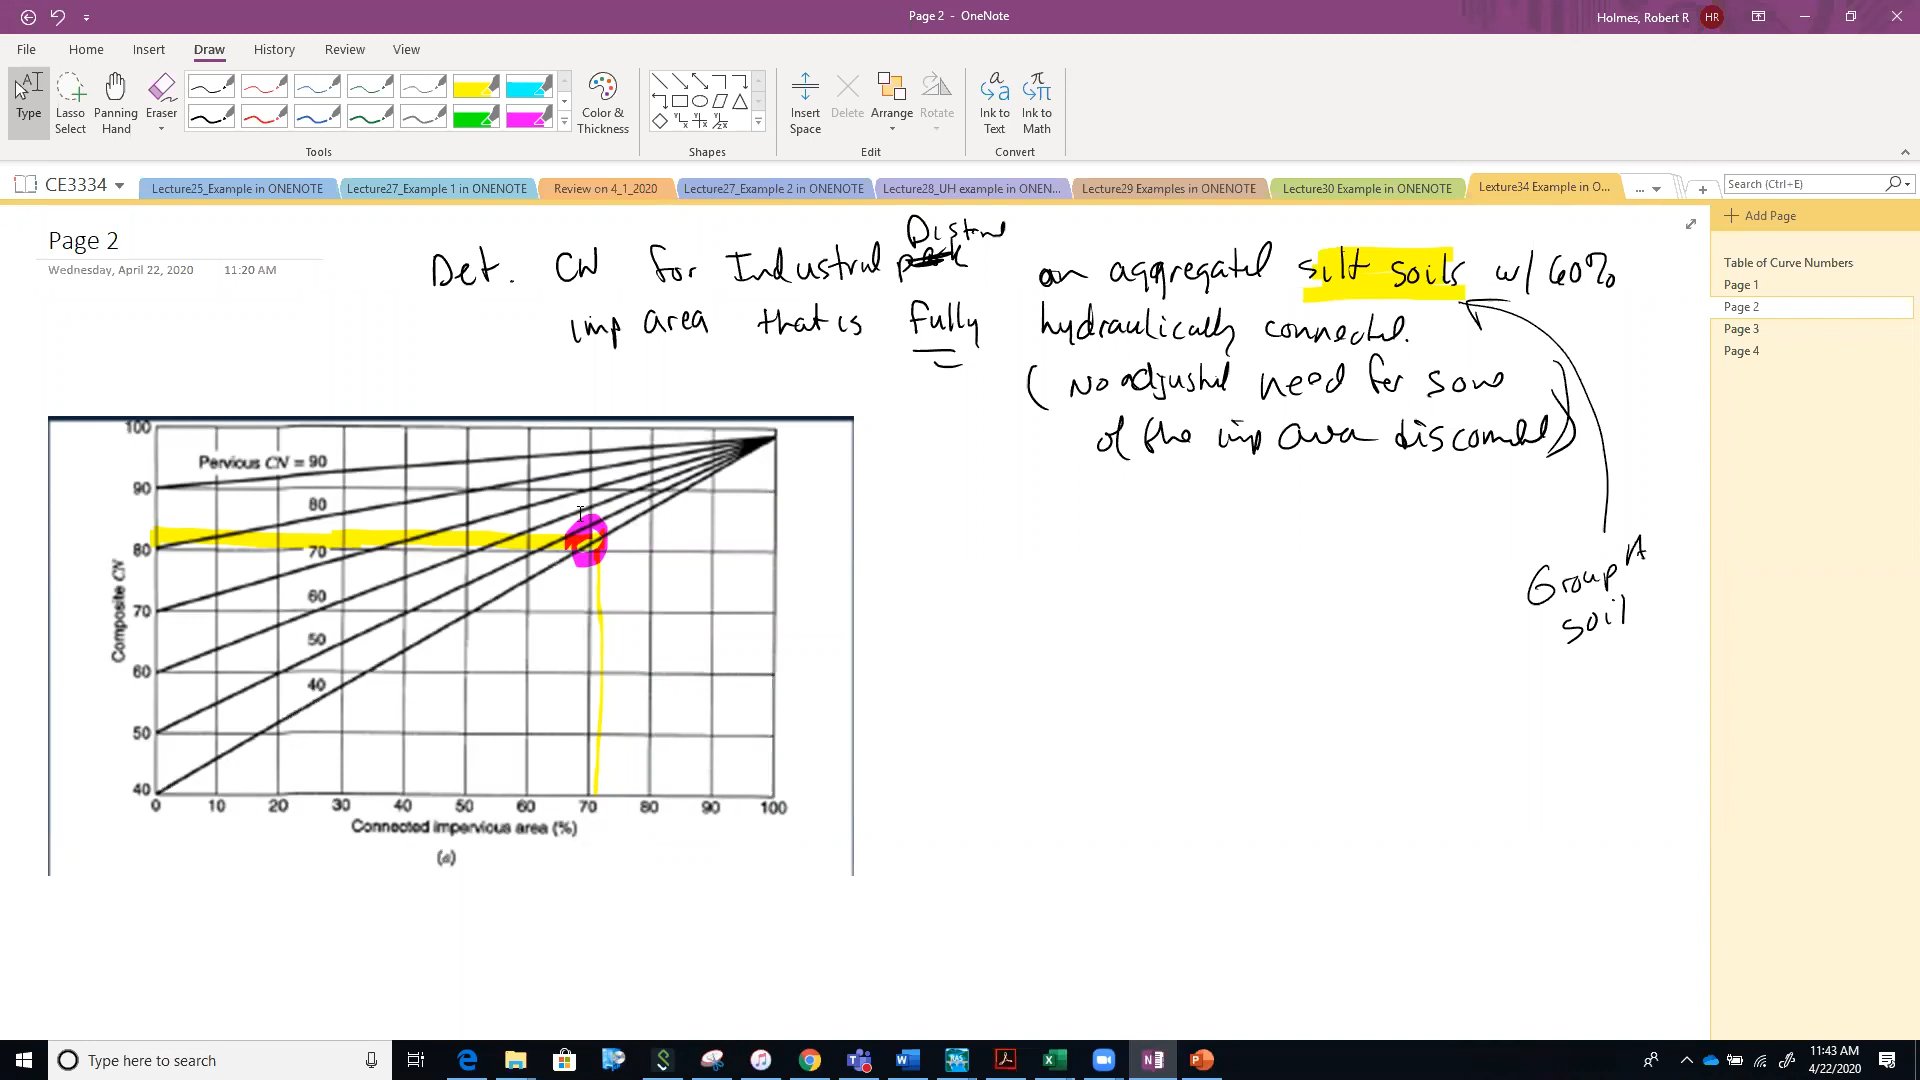 Page 2 - OneNote
Holmes, Robert R
HR
File Home Insert Draw History Review View
Type
Lasso Select
Panning Hand
Eraser
Color & Thickness
Insert Space
Delete
Arrange
Rotate
Ink to Text
Ink to Math
Tools
Shapes
Edit
Convert
CE3334
Lecture25_Example in ONENOTE
Lecture27_Example 1 in ONENOTE
Review on 4_1_2020
Lecture27_Example 2 in ONENOTE
Lecture28_UH example in ONEN...
Lecture29 Examples in ONENOTE
Lecture30 Example in ONENOTE
Lexture34 Example in O...
...
Search (Ctrl+E)
Add Page
Table of Curve Numbers
Page 1
Page 2
Page 3
Page 4
Page 2
Wednesday, April 22, 2020 11:20 AM
Det. CN for Industrial on aggregated silt soils w/ 60%
imp area that is fully hydraulically connected.
(No need for some
of the imp area
Group A
soil
100
90
80
70
60
50
40
Pervious CN = 90
80
70
60
50
40
Composite CN
0 10 20 30 40 50 60 70 80 90 100
Connected impervious area (%)
(a)
Type here to search
11:43 AM
4/22/2020